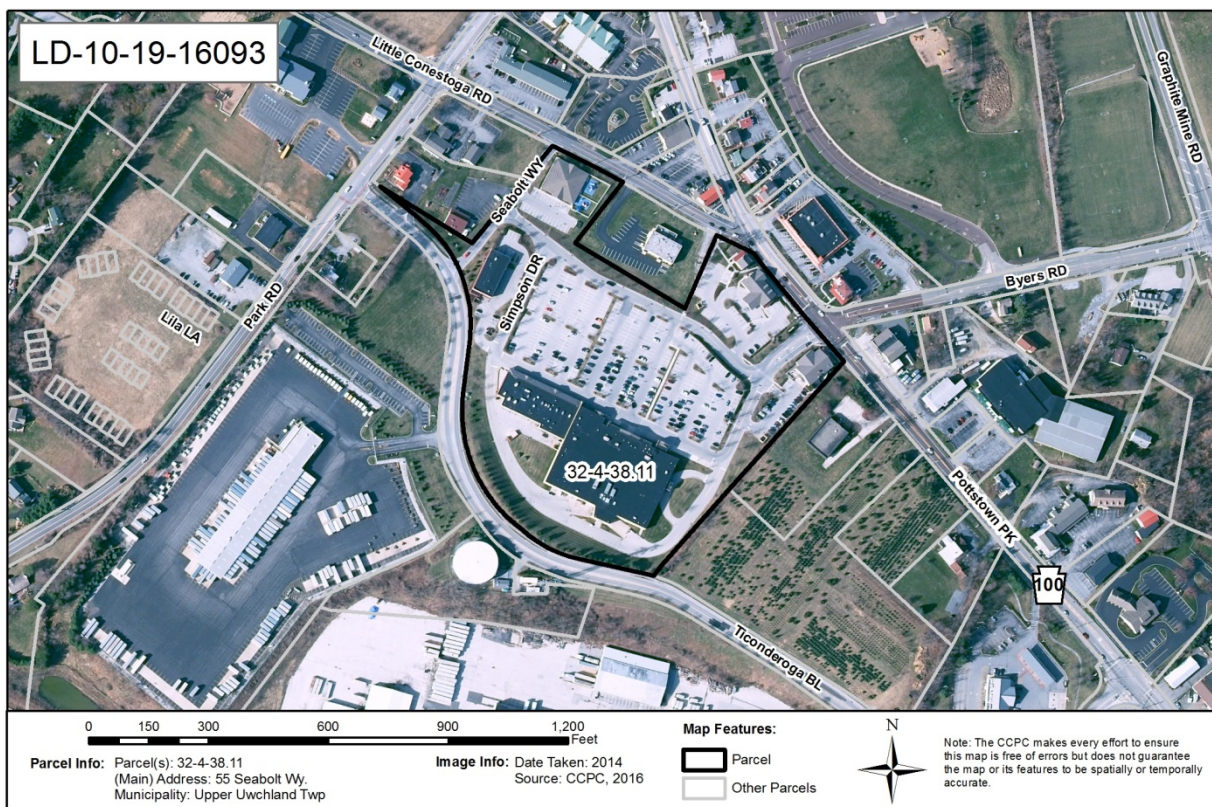 LD-10-19-16093
Little Conestoga RD
Graphite Mine RD
Seabolt WY
Byers RD
Simpson DR
Park RD
Lila LA
32-4-38.11
Pottstown PK
100
Ticonderoga BL
0 150 300 600 900 1,200
Feet
Parcel Info: Parcel(s): 32-4-38.11
(Main) Address: 55 Seabolt Wy.
Municipality: Upper Uwchland Twp
Image Info: Date Taken: 2014
Source: CCPC, 2016
Map Features:
Parcel
Other Parcels
N
Note: The CCPC makes every effort to ensure
this map is free of errors but does not guarantee
the map or its features to be spatially or temporally
accurate.